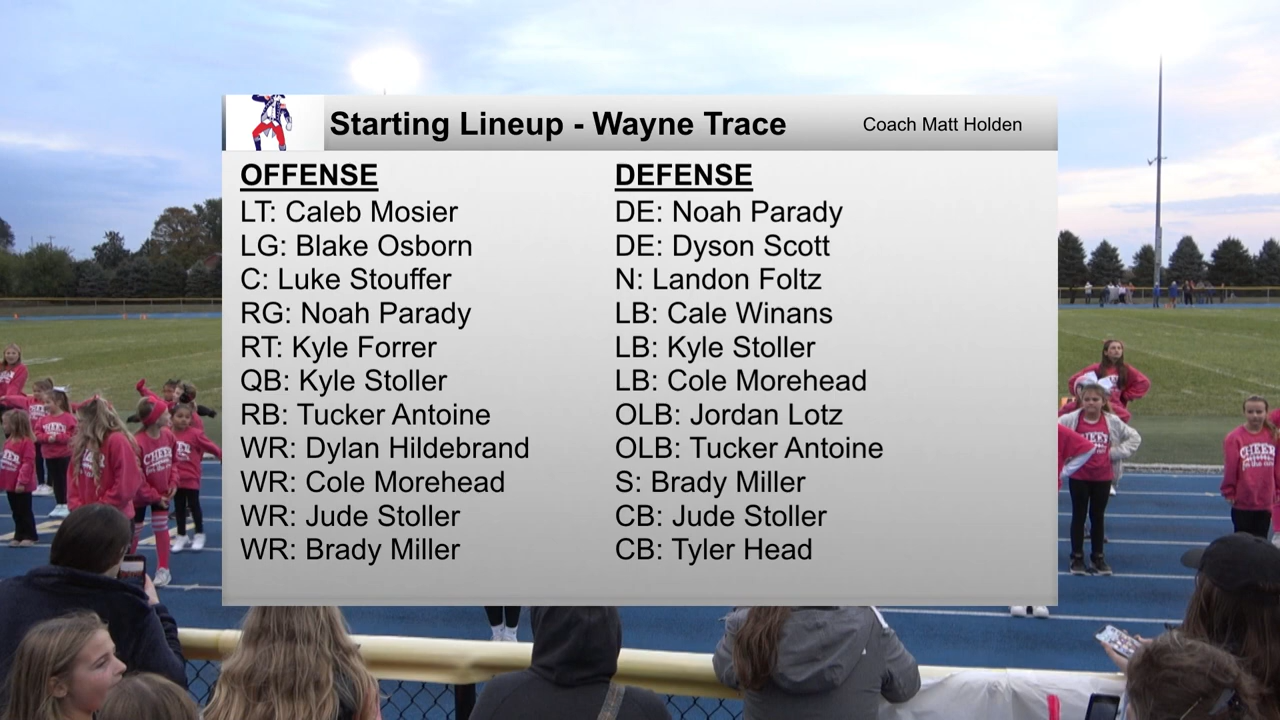 Starting Lineup - Wayne Trace
Coach Matt Holden
OFFENSE
LT: Caleb Mosier
LG: Blake Osborn
C: Luke Stouffer
RG: Noah Parady
RT: Kyle Forrer
QB: Kyle Stoller
RB: Tucker Antoine
WR: Dylan Hildebrand
WR: Cole Morehead
WR: Jude Stoller
WR: Brady Miller
DEFENSE
DE: Noah Parady
DE: Dyson Scott
N: Landon Foltz
LB: Cale Winans
LB: Kyle Stoller
LB: Cole Morehead
OLB: Jordan Lotz
OLB: Tucker Antoine
S: Brady Miller
CB: Jude Stoller
CB: Tyler Head
CHEER
CHEER
CHEER